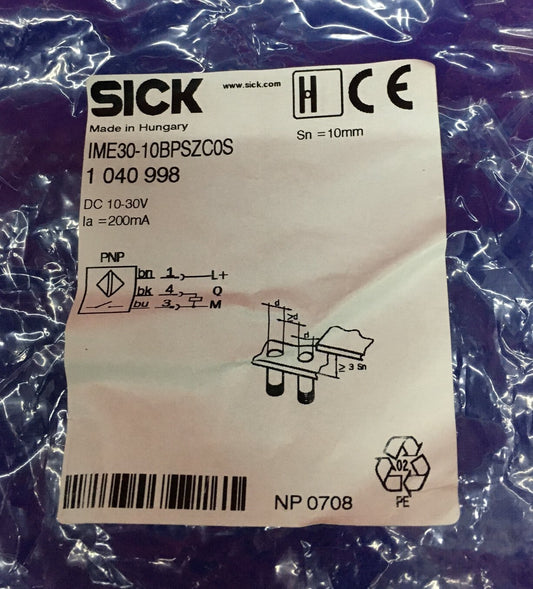 SICK
www.sick.com
H CE
Made in Hungary
Sn =10mm
IME30-10BPSZC0S
1 040 998
DC 10-30V
Ia =200mA
PNP
bn 1 L+
bk 4 Q
bu 3 M
d
≥d
d
≥ 3 Sn
02
PE
NP 0708